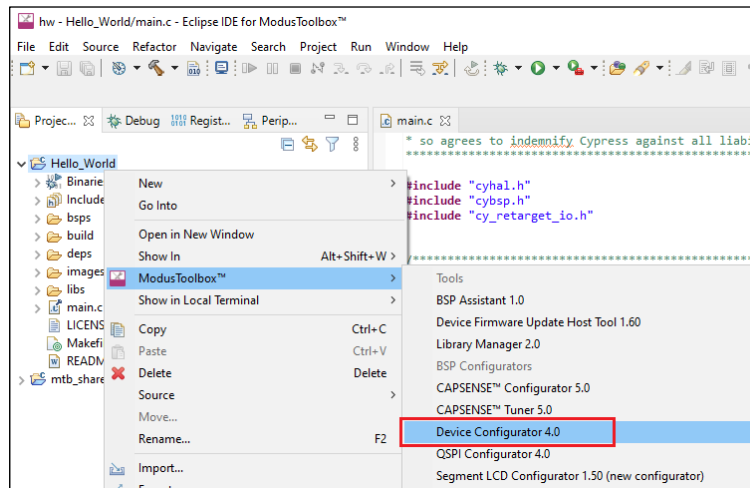 hw - Hello_World/main.c - Eclipse IDE for ModusToolbox™
File Edit Source Refactor Navigate Search Project Run Window Help
Projec... Debug Regist... Perip... main.c
* so agrees to indemnify Cypress against all liabi
Hello_World
Binarie
Include
bsps
build
deps
images
libs
main.c
LICENS
Makefi
READM
mtb_share
#include "cyhal.h"
#include "cybsp.h"
#include "cy_retarget_io.h"
New
Go Into
Open in New Window
Show In Alt+Shift+W
ModusToolbox™
Show in Local Terminal
Copy Ctrl+C
Paste Ctrl+V
Delete Delete
Source
Move...
Rename... F2
Import...
Tools
BSP Assistant 1.0
Device Firmware Update Host Tool 1.60
Library Manager 2.0
BSP Configurators
CAPSENSE™ Configurator 5.0
CAPSENSE™ Tuner 5.0
Device Configurator 4.0
QSPI Configurator 4.0
Segment LCD Configurator 1.50 (new configurator)